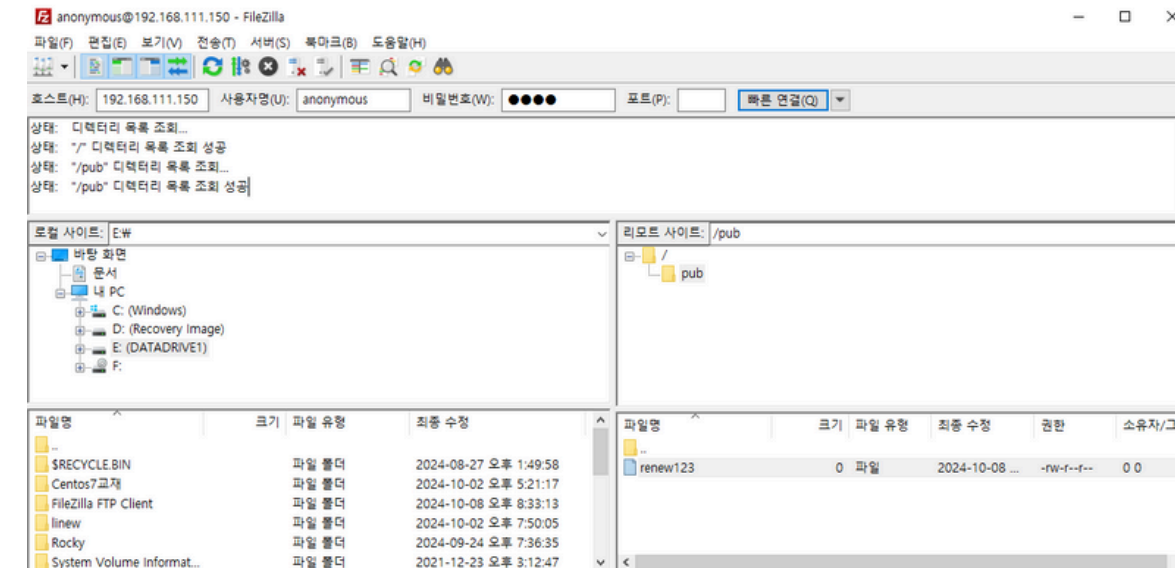 anonymous@192.168.111.150 - FileZilla
파일(F) 편집(E) 보기(V) 전송(T) 서버(S) 북마크(B) 도움말(H)
호스트(H): 192.168.111.150 사용자명(U): anonymous 비밀번호(W): ●●●● 포트(P): 빠른 연결(Q)
상태: 디렉터리 목록 조회...
상태: "/" 디렉터리 목록 조회 성공
상태: "/pub" 디렉터리 목록 조회...
상태: "/pub" 디렉터리 목록 조회 성공
로컬 사이트: E:₩
바탕 화면
문서
내 PC
C: (Windows)
D: (Recovery Image)
E: (DATADRIVE1)
F:
리모트 사이트: /pub
/
pub
파일명 크기 파일 유형 최종 수정
..
$RECYCLE.BIN 파일 폴더 2024-08-27 오후 1:49:58
Centos7교재 파일 폴더 2024-10-02 오후 5:21:17
FileZilla FTP Client 파일 폴더 2024-10-08 오후 8:33:13
linew 파일 폴더 2024-10-02 오후 7:50:05
Rocky 파일 폴더 2024-09-24 오후 7:36:35
System Volume Informat... 파일 폴더 2021-12-23 오후 3:12:47
파일명 크기 파일 유형 최종 수정 권한 소유자/그
..
renew123 0 파일 2024-10-08 ... -rw-r--r-- 0 0